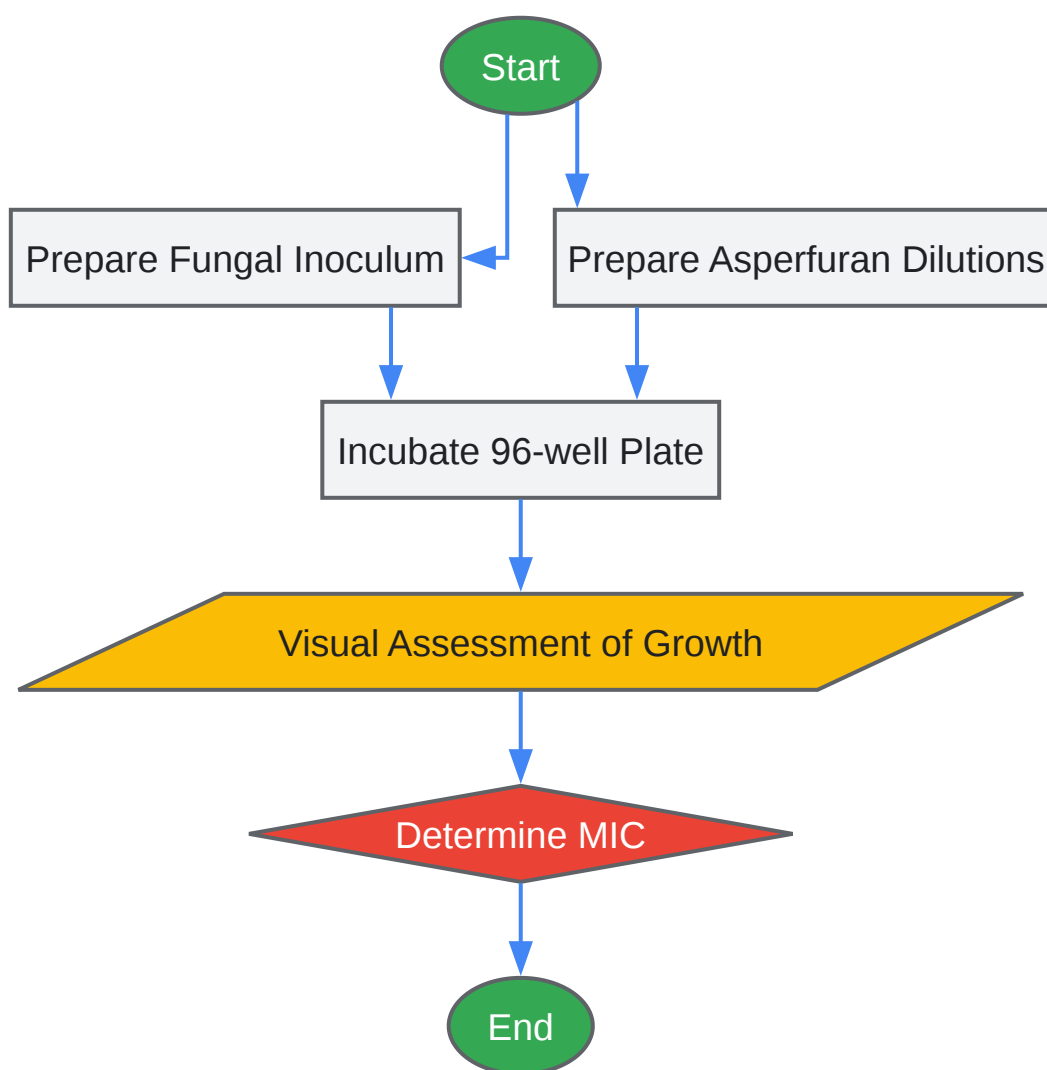 Start
Prepare Fungal Inoculum
Prepare Asperfuran Dilutions
Incubate 96-well Plate
Visual Assessment of Growth
Determine MIC
End